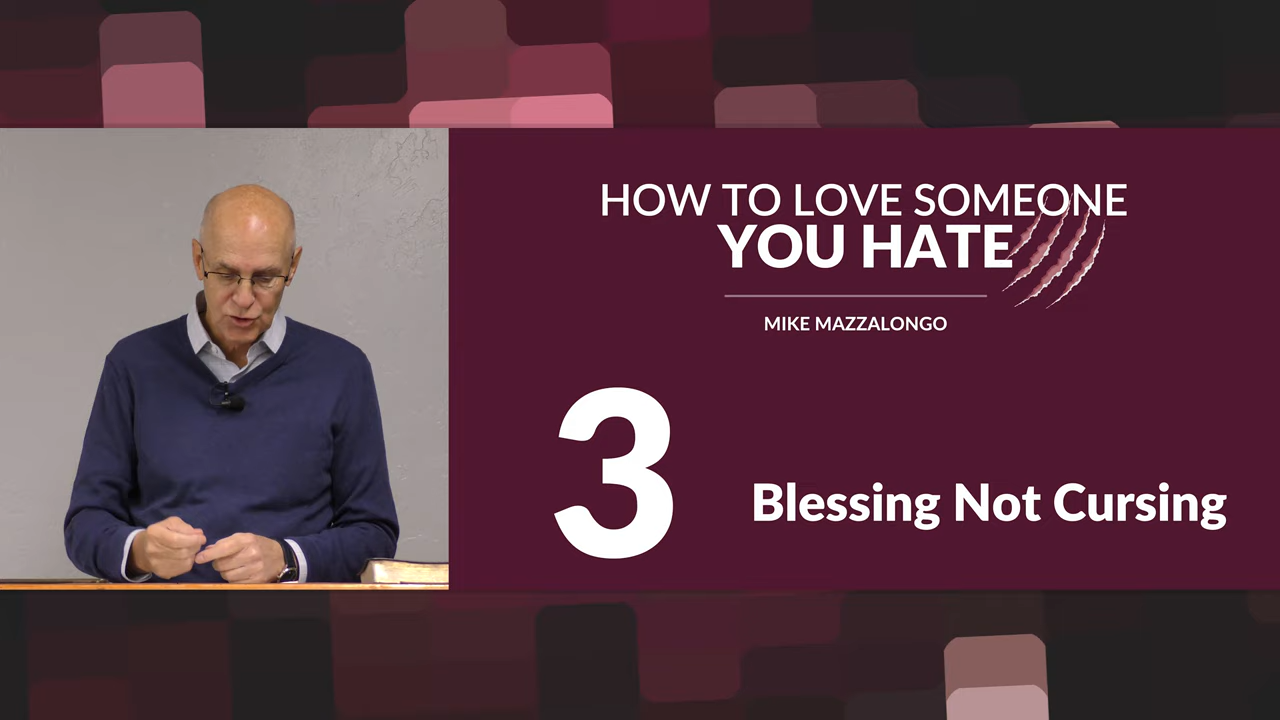 HOW TO LOVE SOMEONE
YOU HATE
MIKE MAZZALONGO
3
Blessing Not Cursing